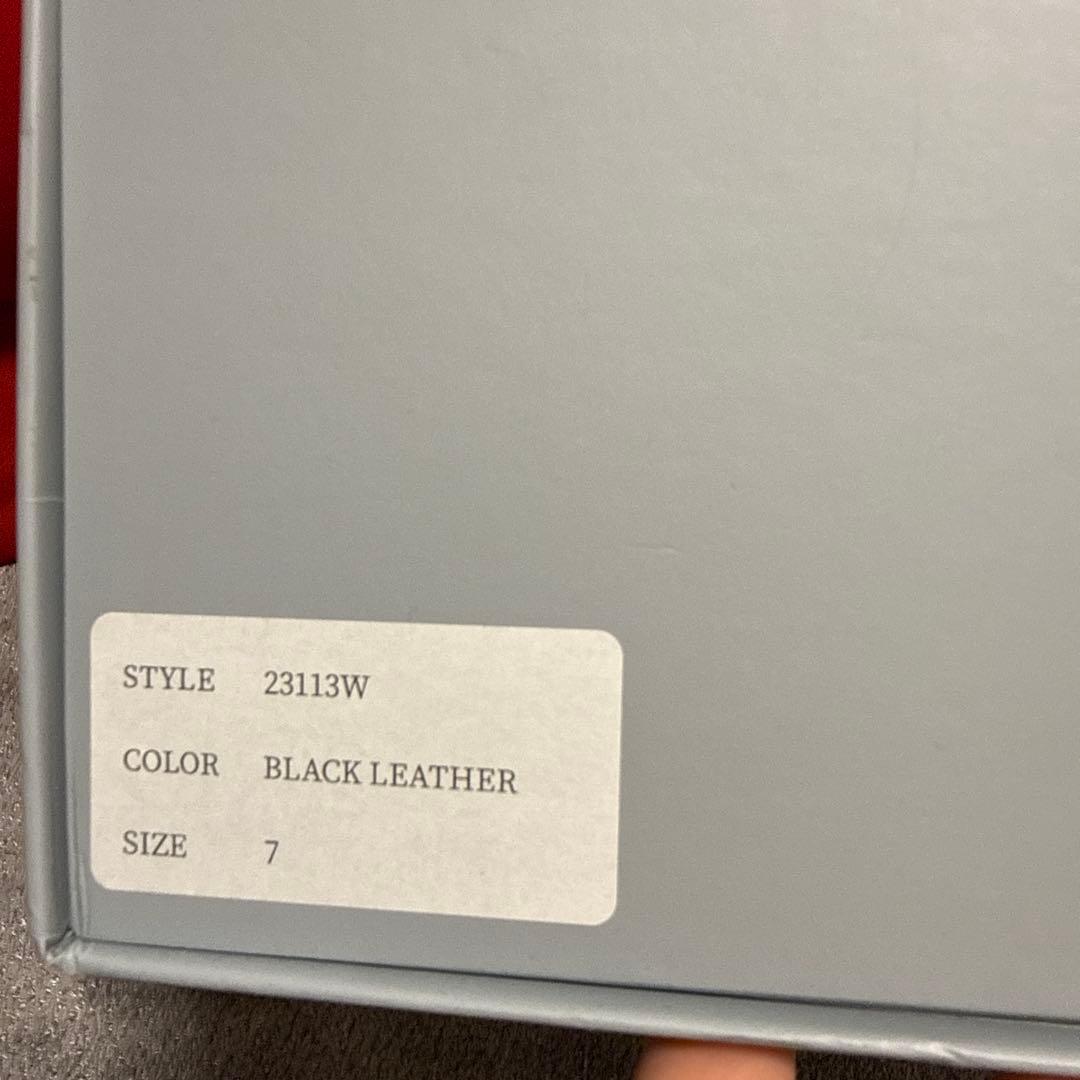 STYLE 23113W
COLOR BLACK LEATHER
SIZE 7